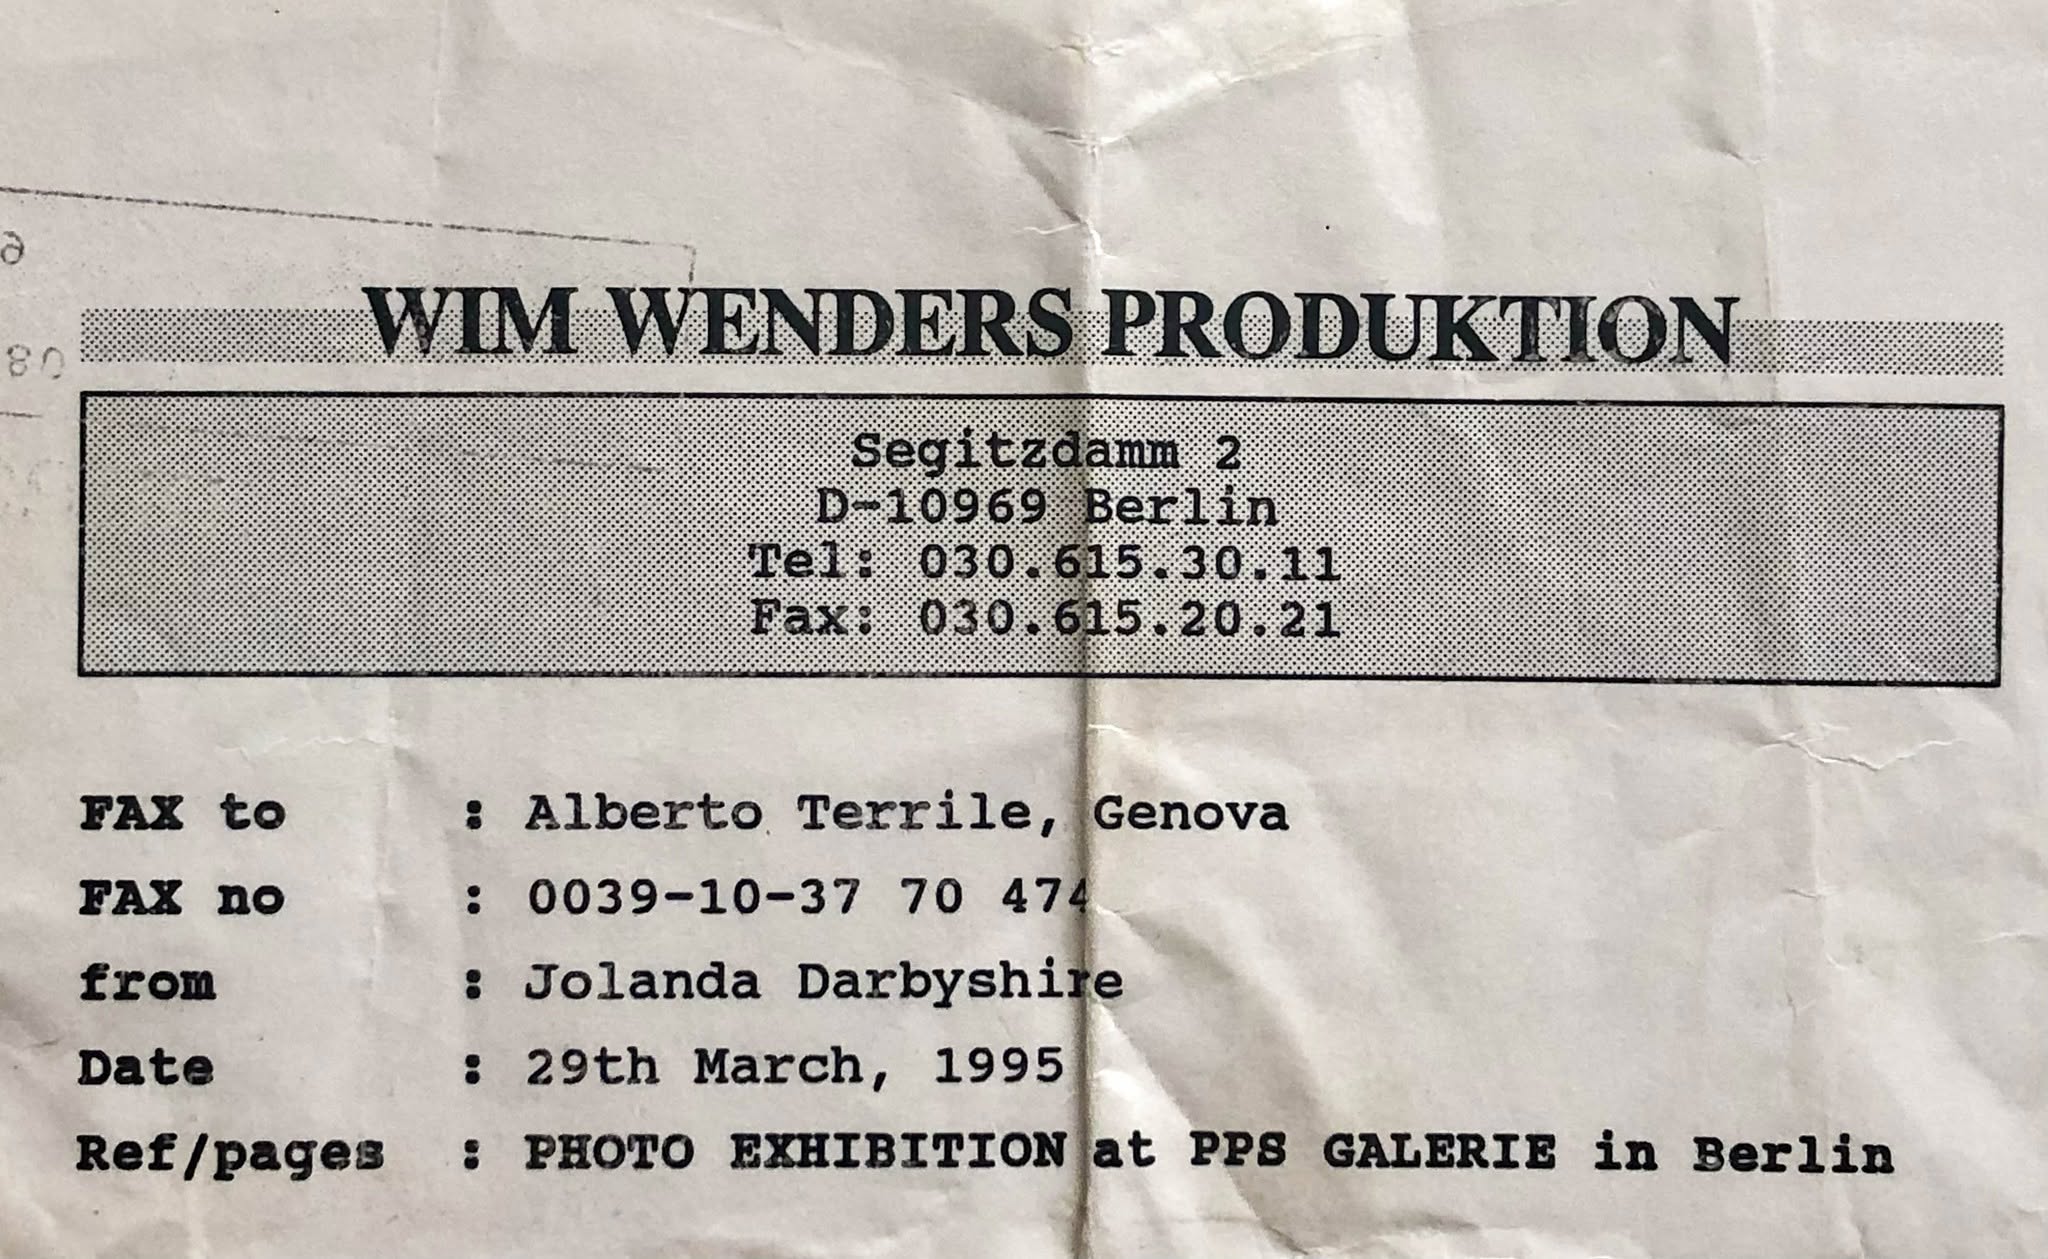 WIM WENDERS PRODUKTION
Segitzdamm 2
D-10969 Berlin
Tel: 030.615.30.11
Fax: 030.615.20.21
FAX to : Alberto Terrile, Genova
FAX no : 0039-10-37 70 474
from : Jolanda Darbyshire
Date : 29th March, 1995
Ref/pages : PHOTO EXHIBITION at PPS GALERIE in Berlin